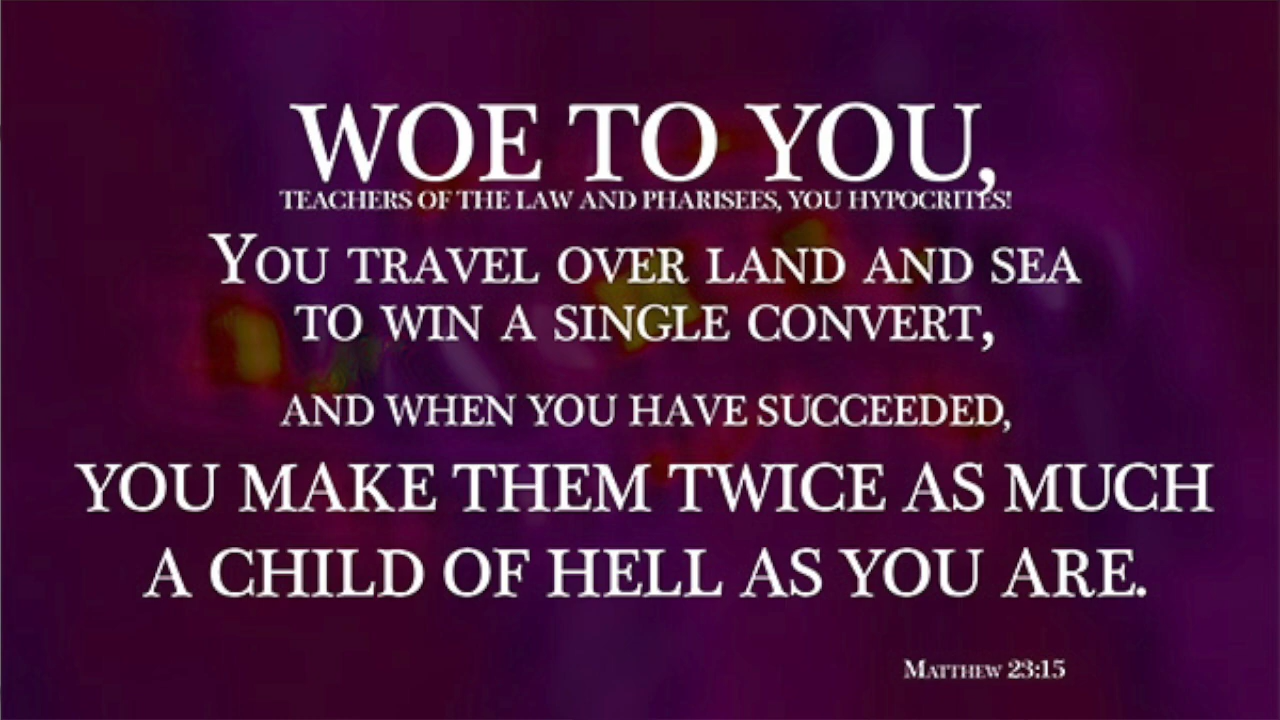 WOE TO YOU,
TEACHERS OF THE LAW AND PHARISEES, YOU HYPOCRITES!
YOU TRAVEL OVER LAND AND SEA
TO WIN A SINGLE CONVERT,
AND WHEN YOU HAVE SUCCEEDED,
YOU MAKE THEM TWICE AS MUCH
A CHILD OF HELL AS YOU ARE.
MATTHEW 23:15